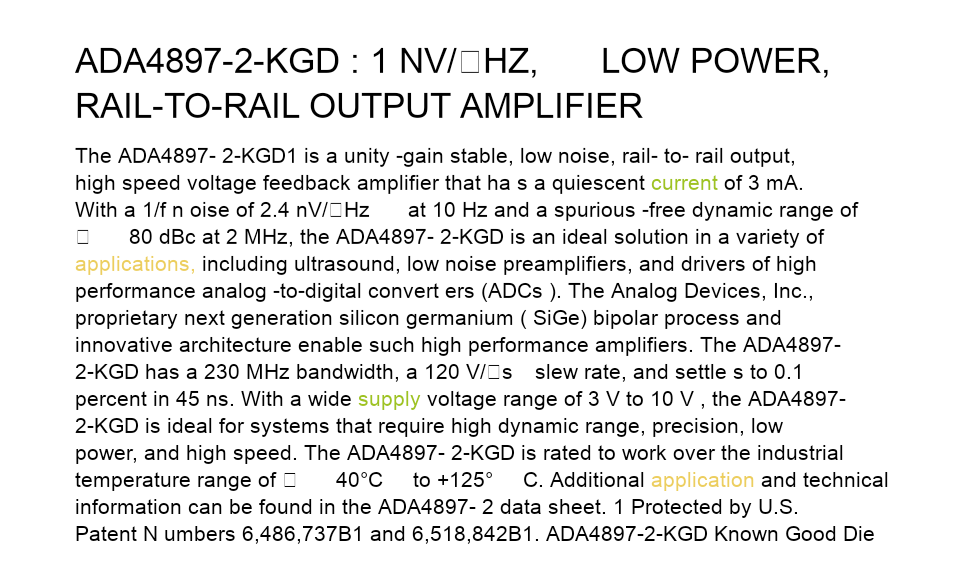 ADA4897-2-KGD : 1 NV/□HZ, LOW POWER,
RAIL-TO-RAIL OUTPUT AMPLIFIER
The ADA4897- 2-KGD1 is a unity -gain stable, low noise, rail- to- rail output,
high speed voltage feedback amplifier that ha s a quiescent current of 3 mA.
With a 1/f n oise of 2.4 nV/□Hz at 10 Hz and a spurious -free dynamic range of
□ 80 dBc at 2 MHz, the ADA4897- 2-KGD is an ideal solution in a variety of
applications, including ultrasound, low noise preamplifiers, and drivers of high
performance analog -to-digital convert ers (ADCs ). The Analog Devices, Inc.,
proprietary next generation silicon germanium ( SiGe) bipolar process and
innovative architecture enable such high performance amplifiers. The ADA4897-
2-KGD has a 230 MHz bandwidth, a 120 V/□s slew rate, and settle s to 0.1
percent in 45 ns. With a wide supply voltage range of 3 V to 10 V , the ADA4897-
2-KGD is ideal for systems that require high dynamic range, precision, low
power, and high speed. The ADA4897- 2-KGD is rated to work over the industrial
temperature range of □ 40°C to +125° C. Additional application and technical
information can be found in the ADA4897- 2 data sheet. 1 Protected by U.S.
Patent N umbers 6,486,737B1 and 6,518,842B1. ADA4897-2-KGD Known Good Die